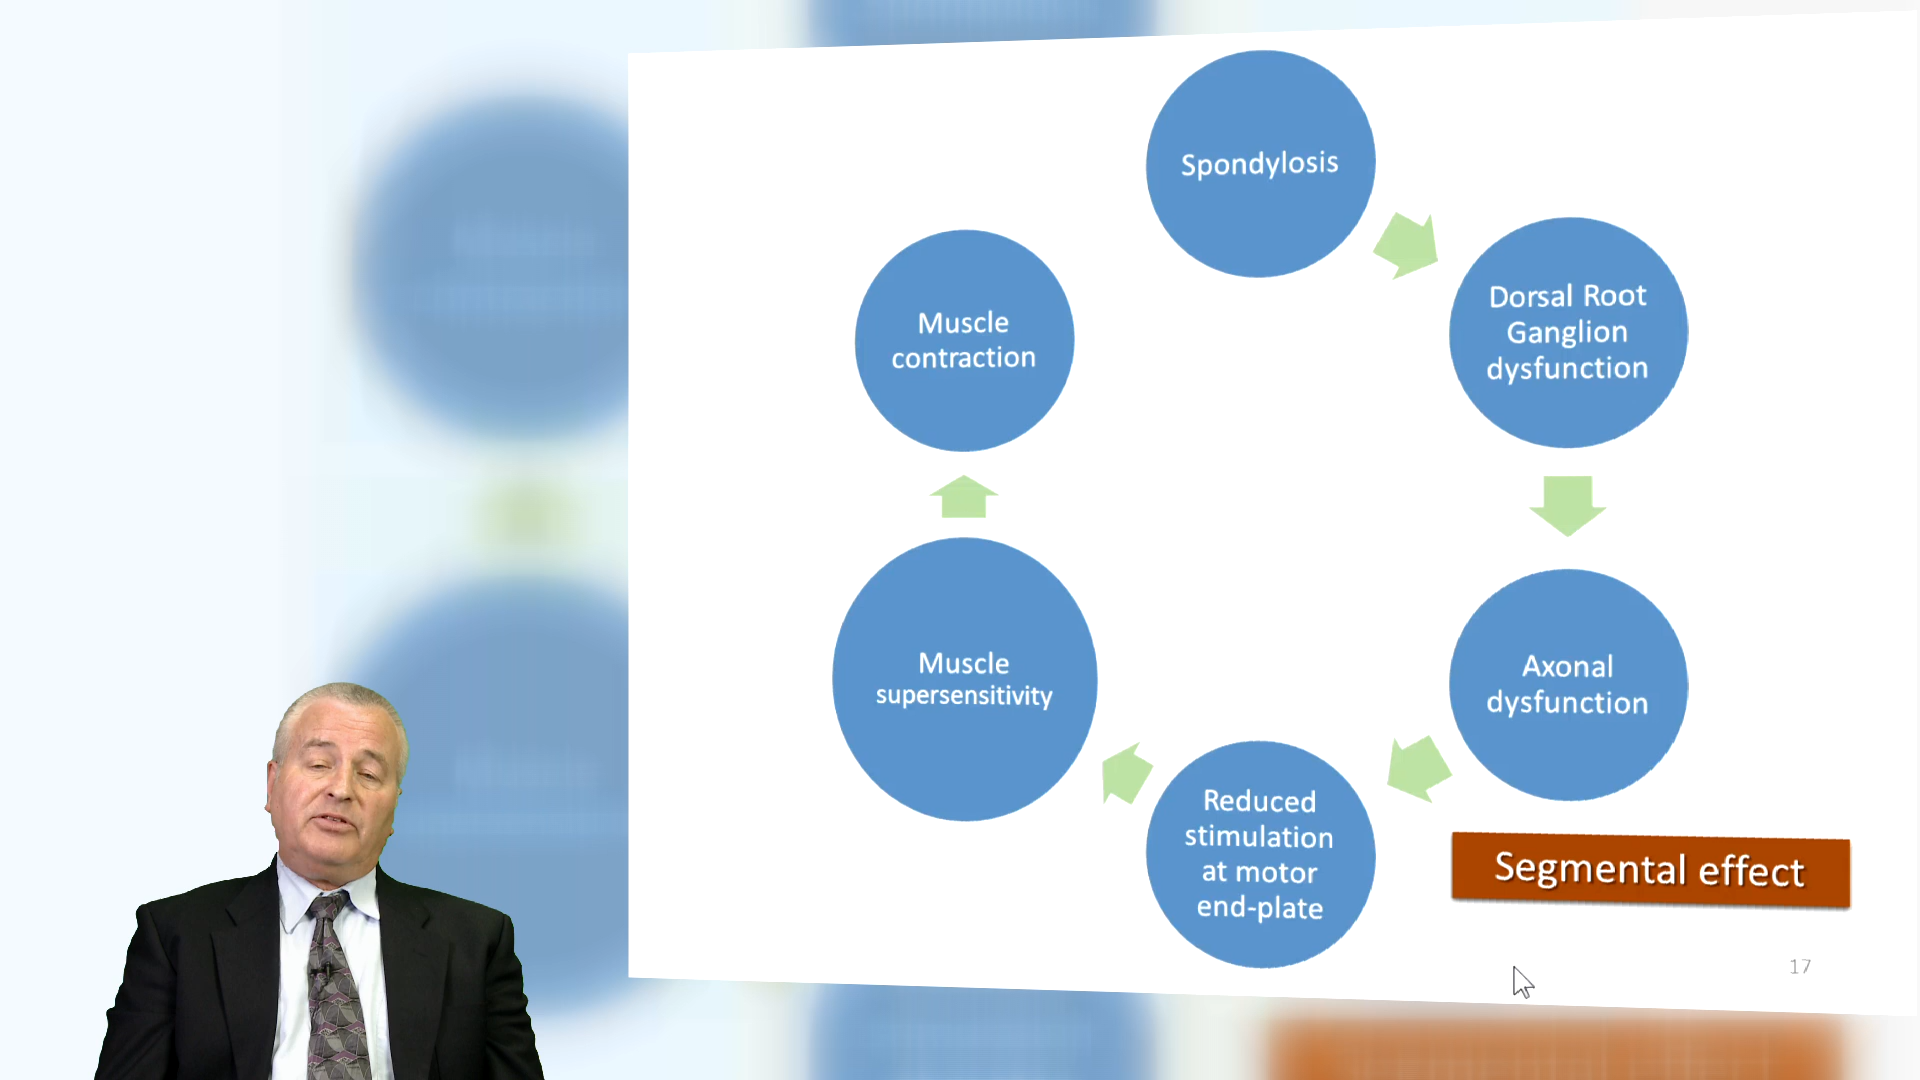 Spondylosis
Dorsal Root
Ganglion
dysfunction
Axonal
dysfunction
Reduced
stimulation
at motor
end-plate
Muscle
supersensitivity
Muscle
contraction
Segmental effect
17